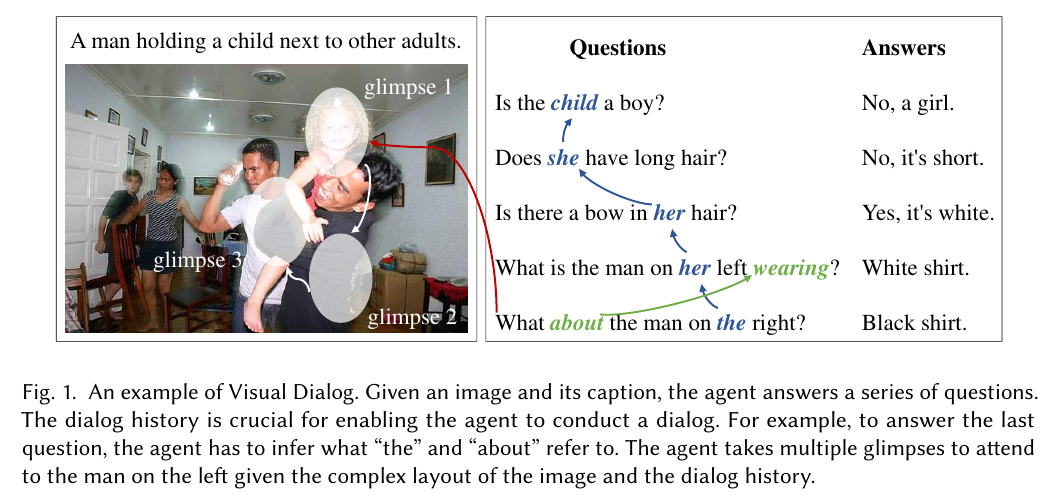 A man holding a child next to other adults.
glimpse 1
glimpse 3
glimpse 2
Questions Answers
Is the child a boy? No, a girl.
Does she have long hair? No, it's short.
Is there a bow in her hair? Yes, it's white.
What is the man on her left wearing? White shirt.
What about the man on the right? Black shirt.
Fig. 1. An example of Visual Dialog. Given an image and its caption, the agent answers a series of questions.
The dialog history is crucial for enabling the agent to conduct a dialog. For example, to answer the last
question, the agent has to infer what “the” and “about” refer to. The agent takes multiple glimpses to attend
to the man on the left given the complex layout of the image and the dialog history.